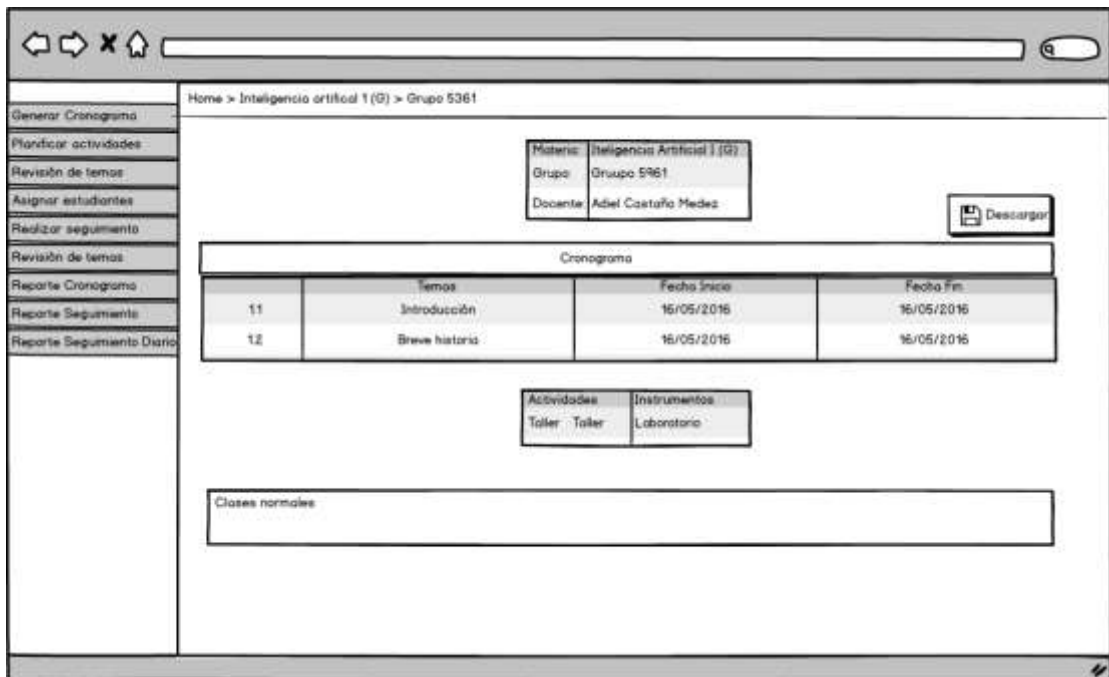 Home > Inteligencia artifical 1 (G) > Grupo 5361
Generar Cronograma
Planificar actividades
Revisión de temas
Asignar estudiantes
Realizar seguimiento
Revisión de temas
Reporte Cronograma
Reporte Seguimiento
Reporte Seguimiento Diario
Materia: Iteligencia Artificial I (G)
Grupo Gruupo 5961
Docente: Adiel Castaño Medez
Descargar
Cronograma
Temas Fecha Inicio Fecha Fin
1.1 Introducción 16/05/2016 16/05/2016
1.2 Breve historia 16/05/2016 16/05/2016
Actividades Instrumentos
Taller Taller Laboratorio
Clases normales